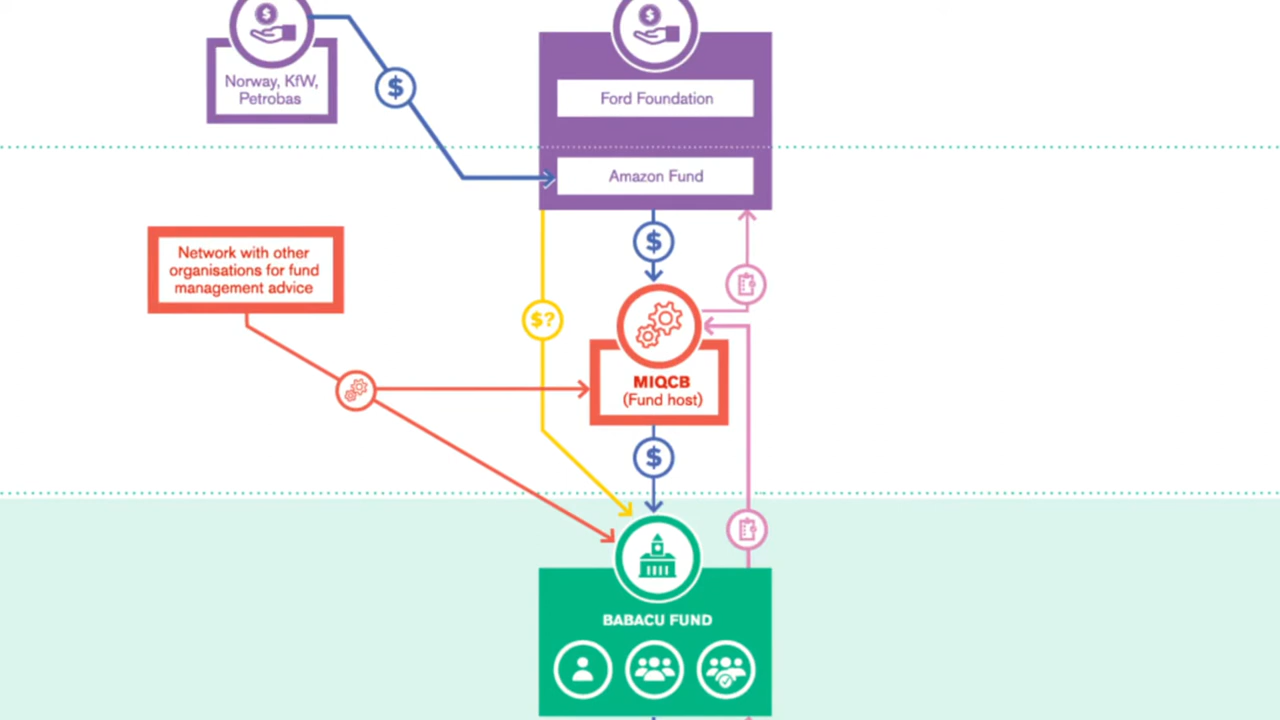 $
Norway, KfW,
Petrobas
$
$
Ford Foundation
Amazon Fund
$
Network with other
organisations for fund
management advice
$?
MIQCB
(Fund host)
$
BABACU FUND